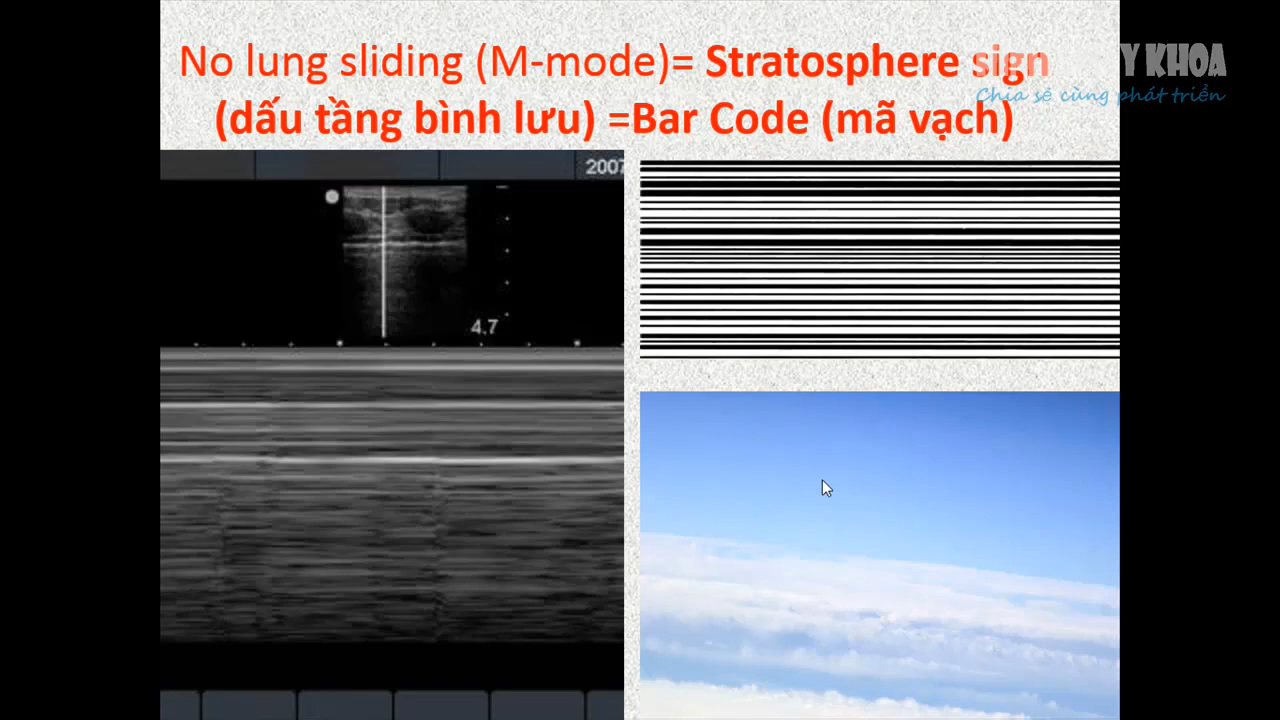 No lung sliding (M-mode)= Stratosphere sign
(dấu tầng bình lưu) =Bar Code (mã vạch)
Y KHOA
Chia sẻ cùng phát triển
2007
4.7